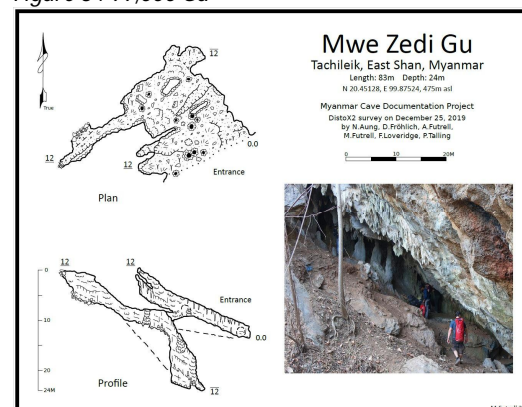 Mwe Zedi Gu
Tachileik, East Shan, Myanmar
Length: 83m Depth: 24m
N 20.45128, E 99.87524, 475m asl
Myanmar Cave Documentation Project
DistoX2 survey on December 25, 2019
by N.Aung, D.Fröhlich, A.Futrell,
M.Futrell, F.Loveridge, P.Talling
0 10 20M
True
12
12
12
0.0
Entrance
Plan
12
12
0
Entrance
10
0.0
20
24M
12
Profile